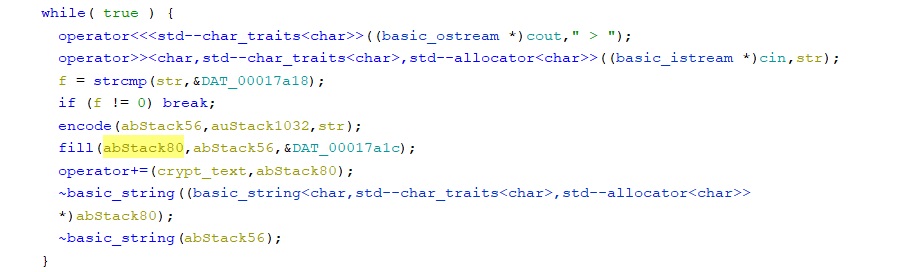 while( true ) {
operator<<<std--char_traits<char>>((basic_ostream *)cout," > ");
operator>><char,std--char_traits<char>,std--allocator<char>>((basic_istream *)cin,str);
f = strcmp(str,&DAT_00017a18);
if (f != 0) break;
encode(abStack56,auStack1032,str);
fill(abStack80,abStack56,&DAT_00017a1c);
operator+=(crypt_text,abStack80);
~basic_string((basic_string<char,std--char_traits<char>,std--allocator<char>>
*)abStack80);
~basic_string(abStack56);
}